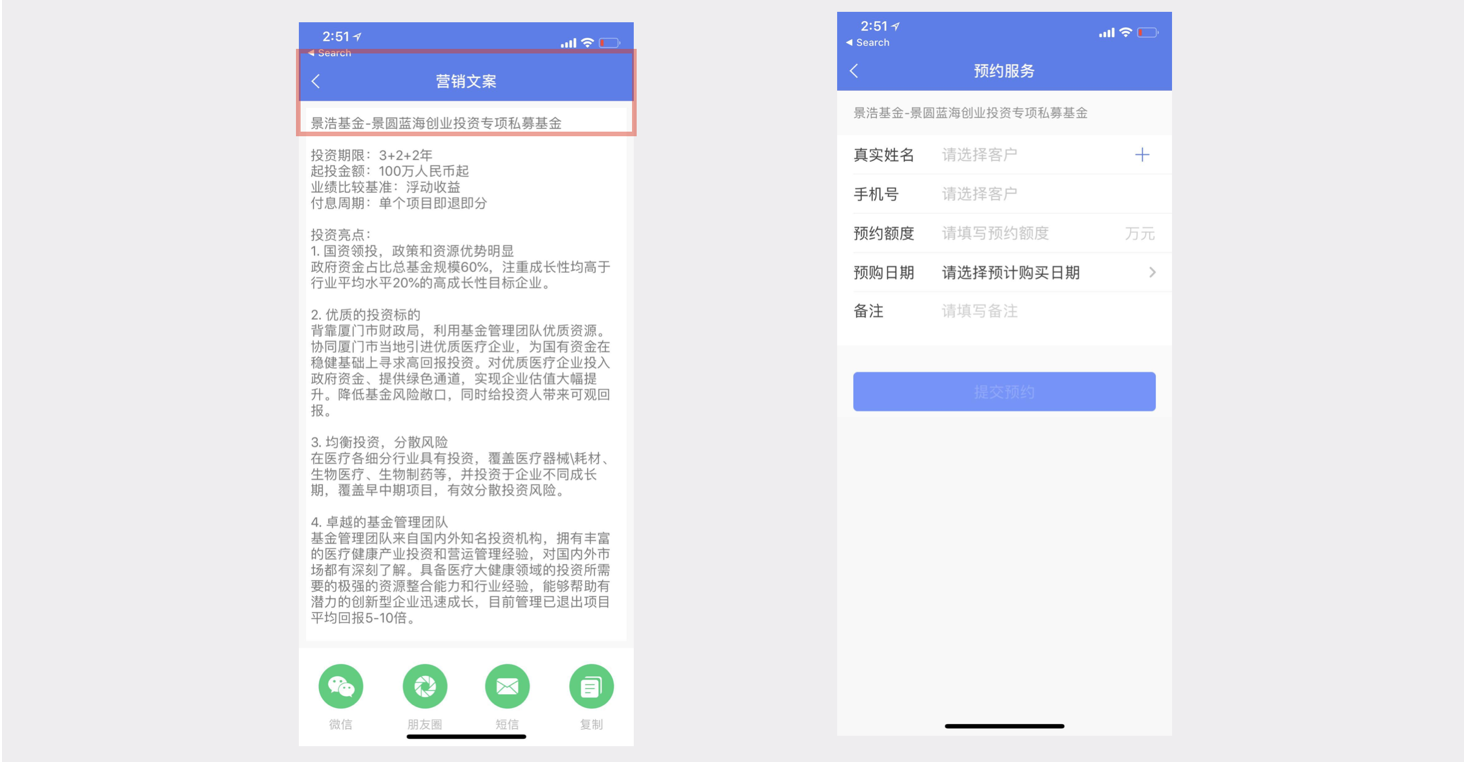 2:51
◀ Search
营销文案
景浩基金-景圆蓝海创业投资专项私募基金
投资期限：3+2+2年
起投金额：100万人民币起
业绩比较基准：浮动收益
付息周期：单个项目即退即分
投资亮点：
1. 国资领投，政策和资源优势明显
政府资金占比总基金规模60%，注重成长性均高于
行业平均水平20%的高成长性目标企业。
2. 优质的投资标的
背靠厦门市财政局，利用基金管理团队优质资源。
协同厦门市当地引进优质医疗企业，为国有资金在
稳健基础上寻求高回报投资。对优质医疗企业投入
政府资金、提供绿色通道，实现企业估值大幅提
升。降低基金风险敞口，同时给投资人带来可观回
报。
3. 均衡投资，分散风险
在医疗各细分行业具有投资，覆盖医疗器械\耗材、
生物医疗、生物制药等，并投资于企业不同成长
期，覆盖早中期项目，有效分散投资风险。
4. 卓越的基金管理团队
基金管理团队来自国内外知名投资机构，拥有丰富
的医疗健康产业投资和营运管理经验，对国内外市
场都有深刻了解。具备医疗大健康领域的投资所需
要的极强的资源整合能力和行业经验，能够帮助有
潜力的创新型企业迅速成长，目前管理已退出项目
平均回报5-10倍。
微信 朋友圈 短信 复制
2:51
◀ Search
预约服务
景浩基金-景圆蓝海创业投资专项私募基金
真实姓名 请选择客户
手机号 请选择客户
预约额度 请填写预约额度 万元
预购日期 请选择预计购买日期
备注 请填写备注
提交预约